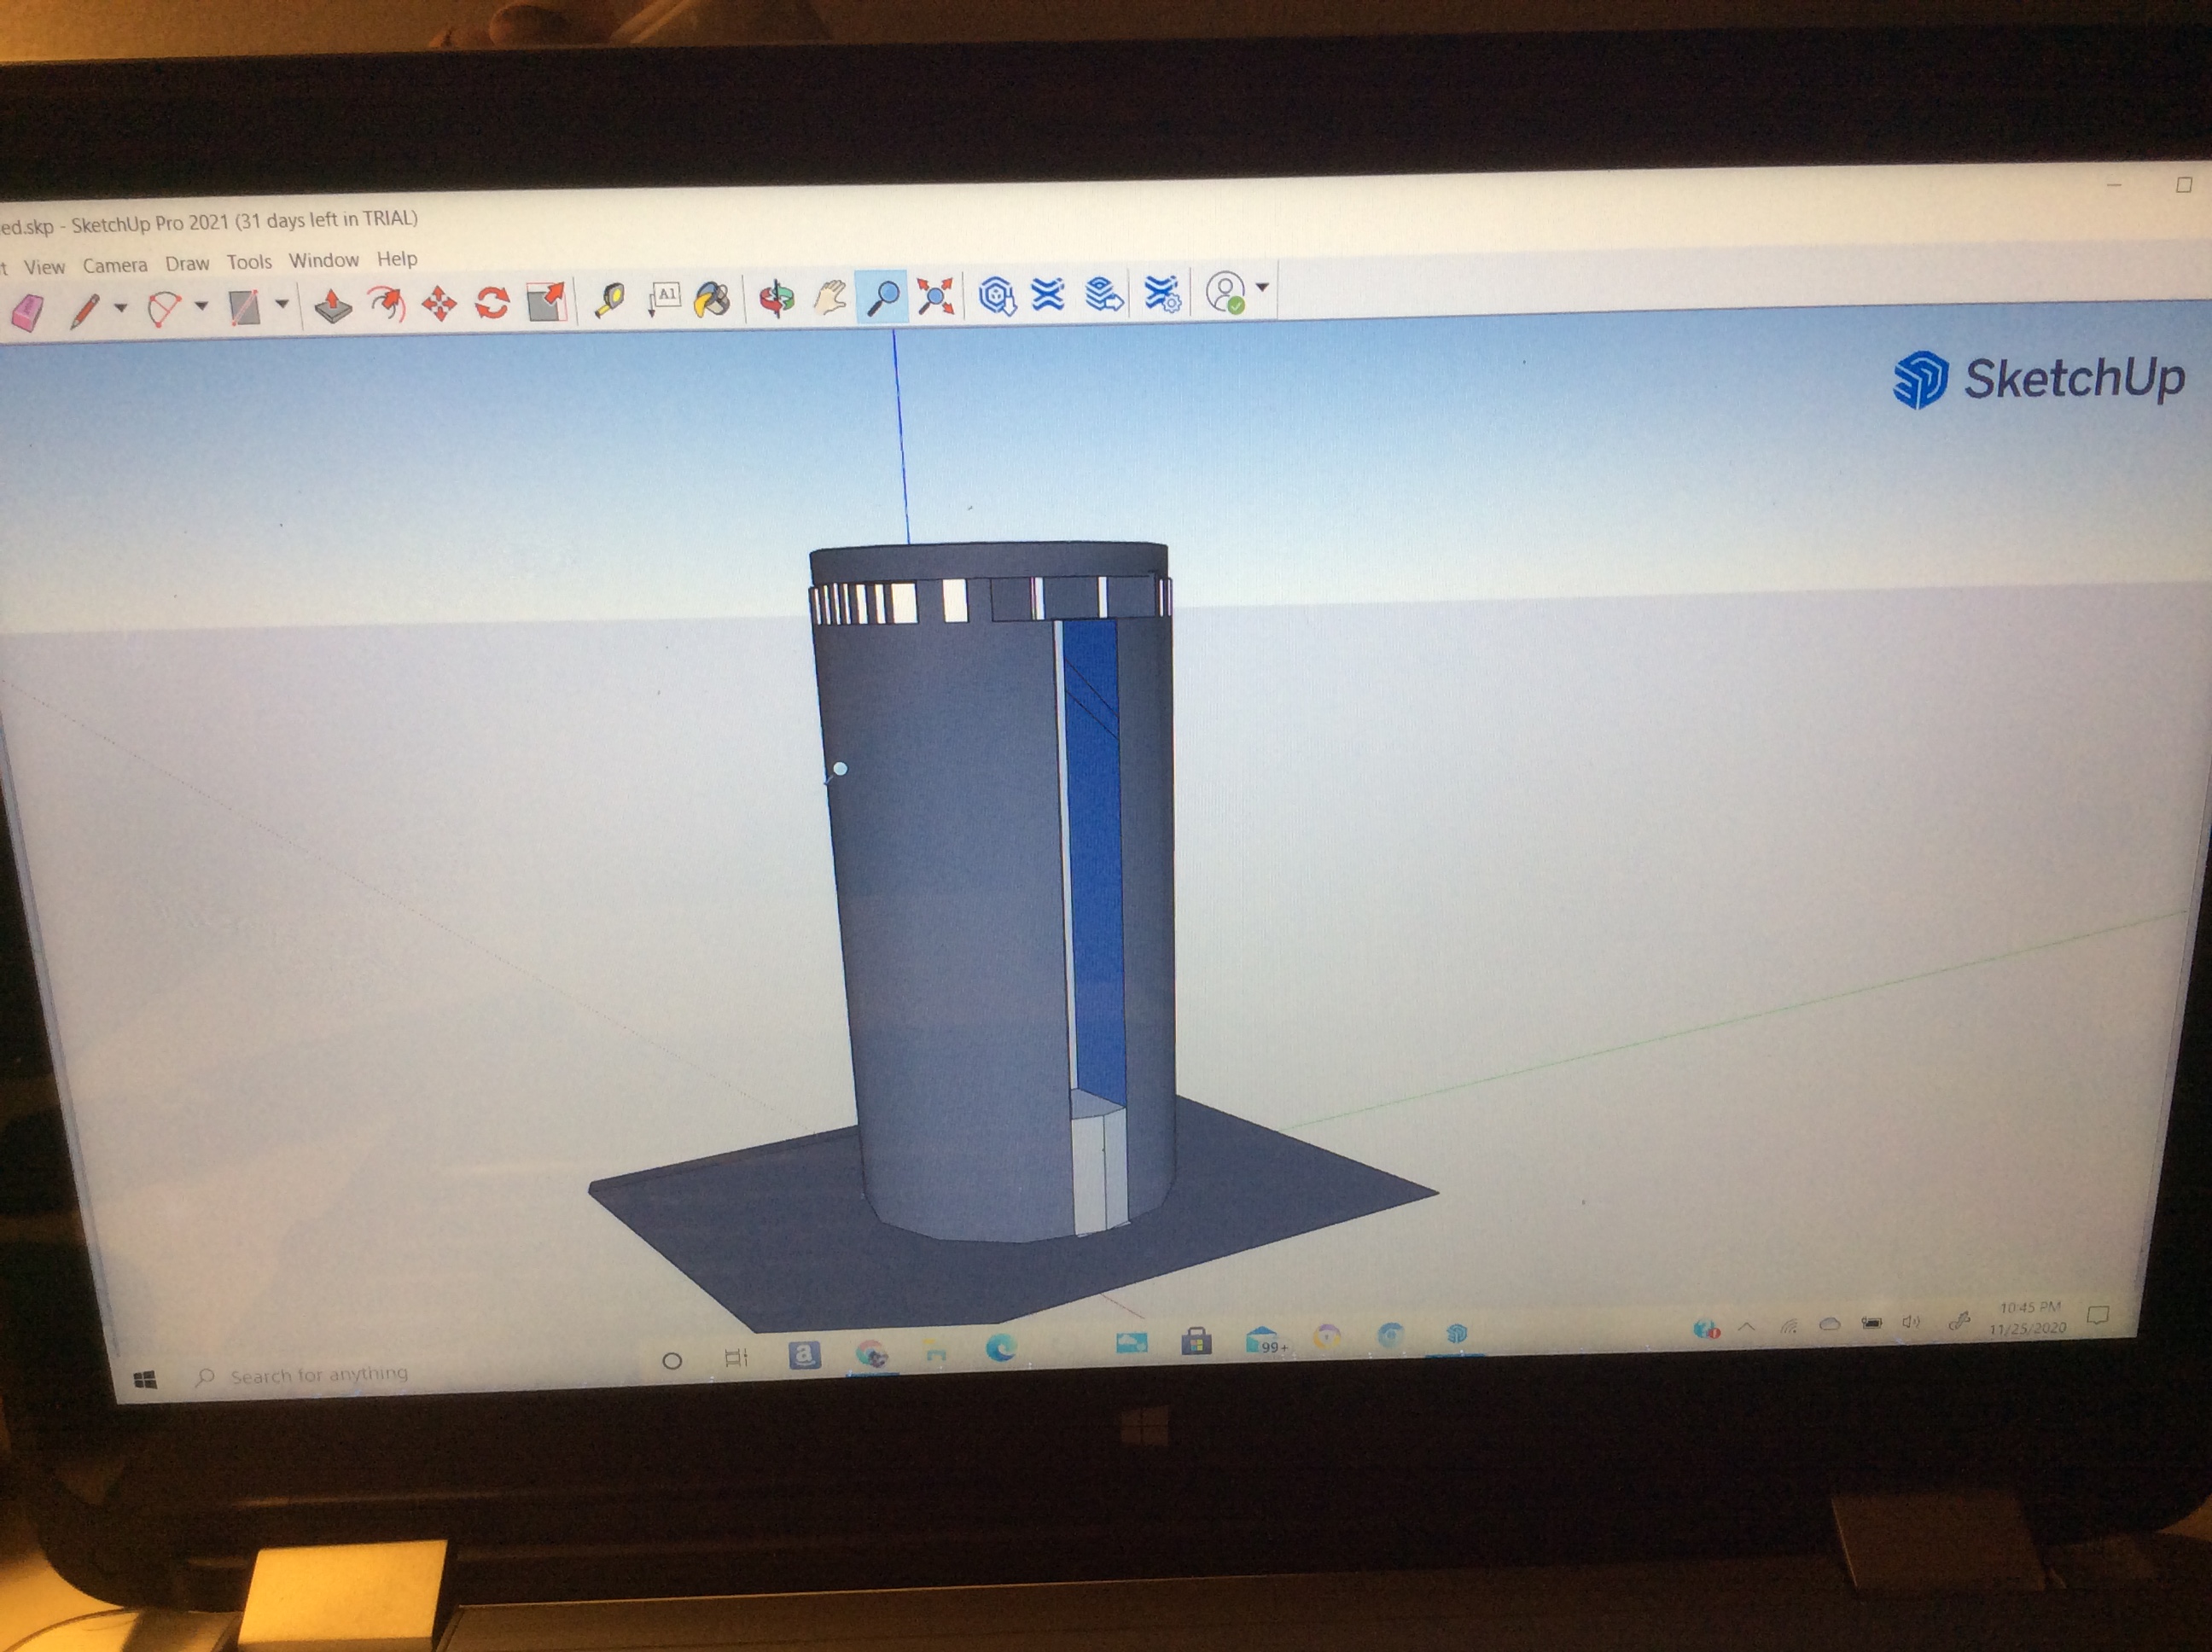 ed.skp - SketchUp Pro 2021 (31 days left in TRIAL)
t View Camera Draw Tools Window Help
A1
SketchUp
10:45 PM
11/25/2020
99+
a
Search for anything